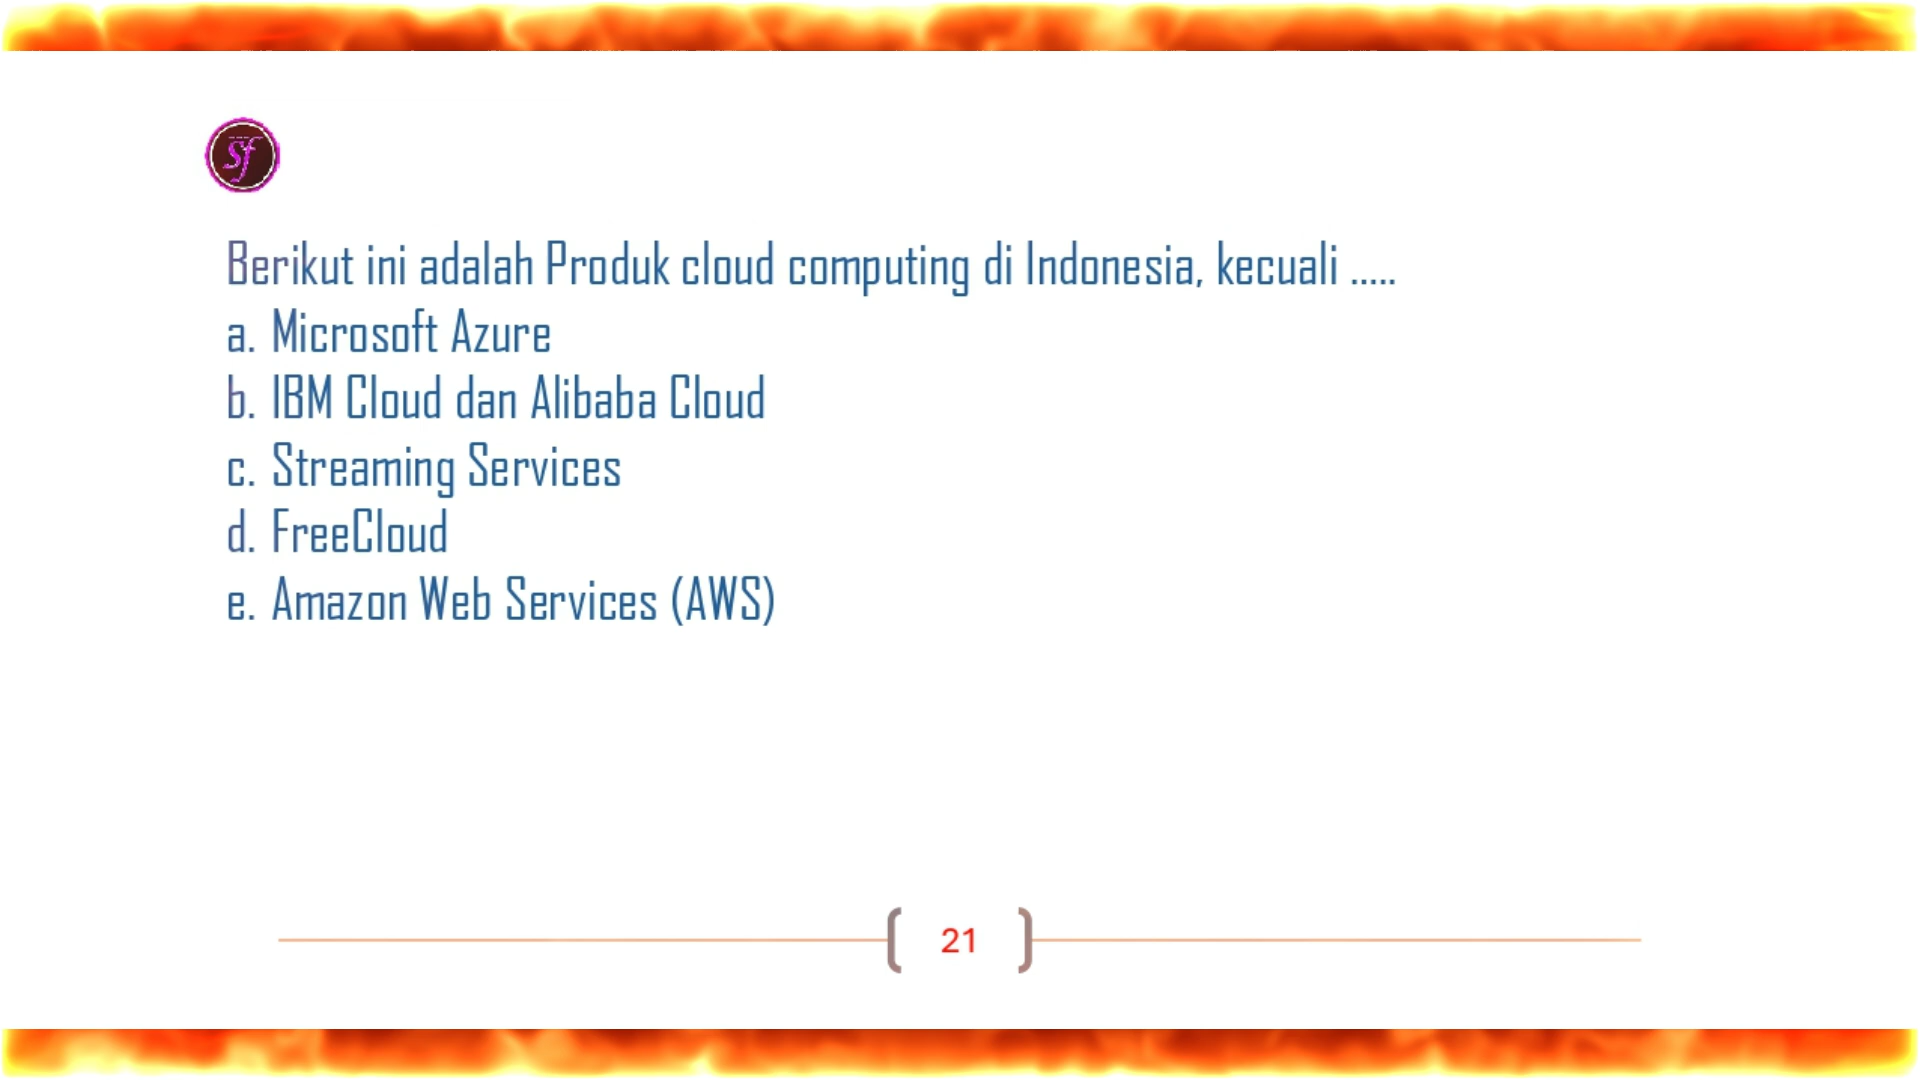 Sf
Berikut ini adalah Produk cloud computing di Indonesia, kecuali .....
a. Microsoft Azure
b. IBM Cloud dan Alibaba Cloud
c. Streaming Services
d. FreeCloud
e. Amazon Web Services (AWS)
21